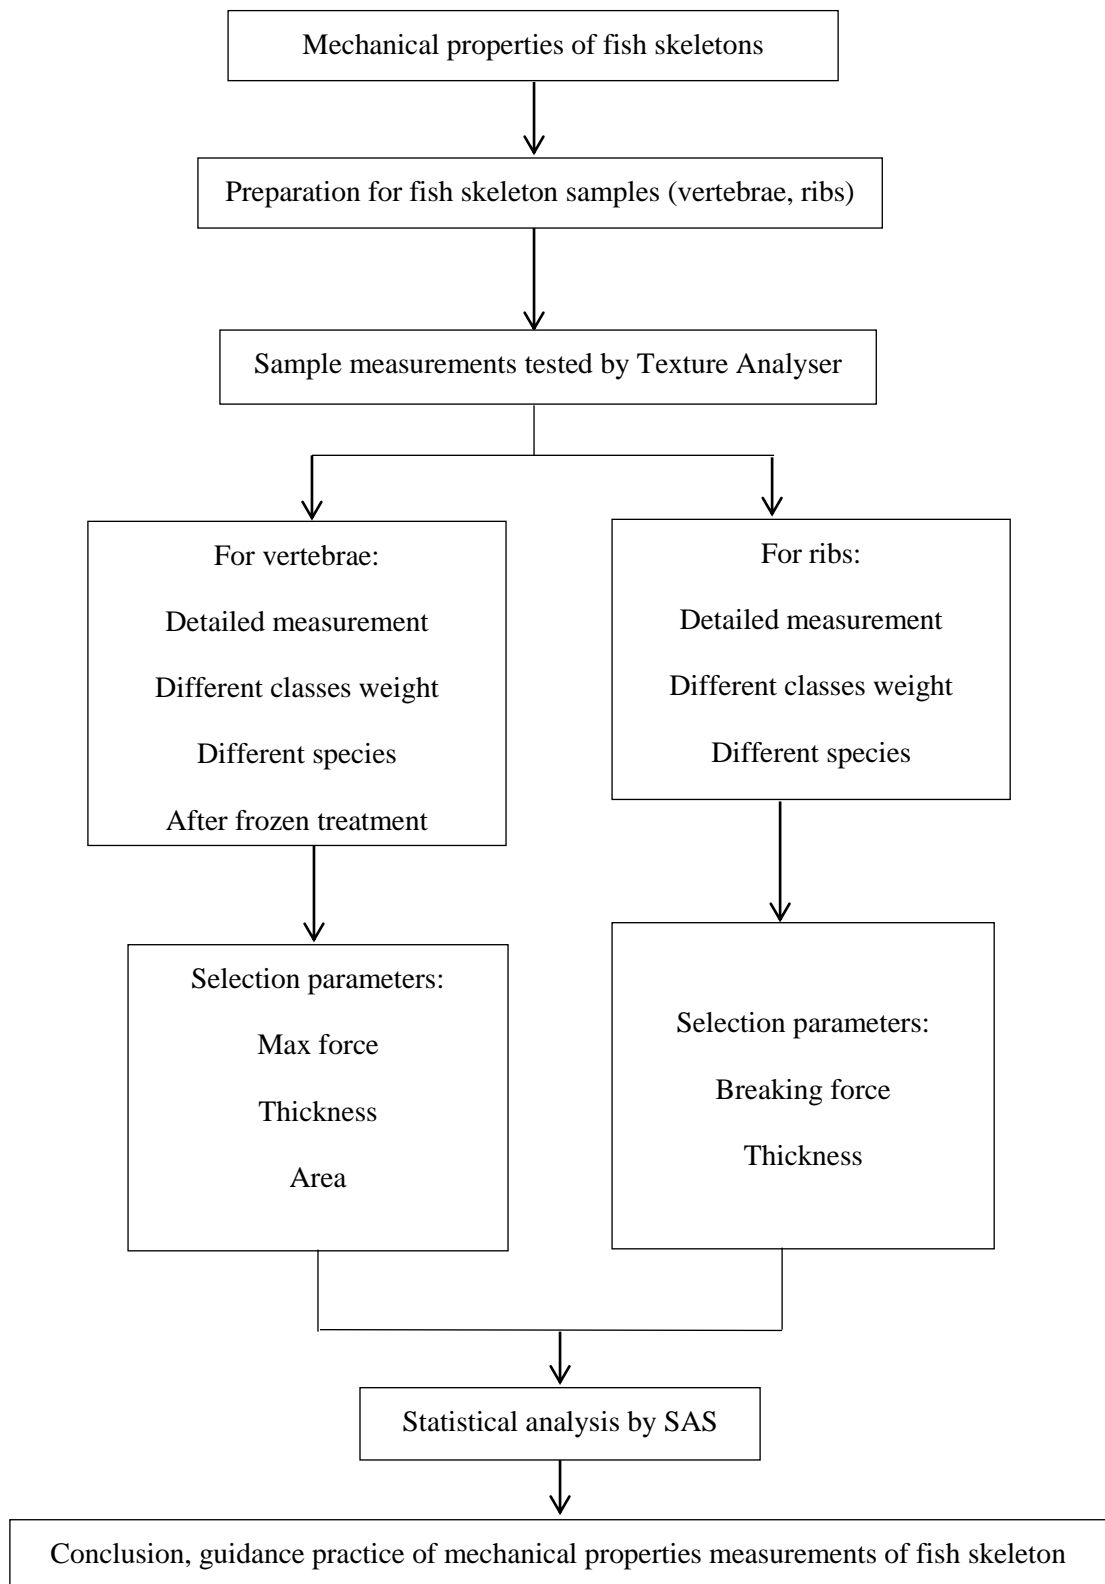 Mechanical properties of fish skeletons
Preparation for fish skeleton samples (vertebrae, ribs)
Sample measurements tested by Texture Analyser
For vertebrae:
Detailed measurement
Different classes weight
Different species
After frozen treatment
For ribs:
Detailed measurement
Different classes weight
Different species
Selection parameters:
Max force
Thickness
Area
Selection parameters:
Breaking force
Thickness
Statistical analysis by SAS
Conclusion, guidance practice of mechanical properties measurements of fish skeleton